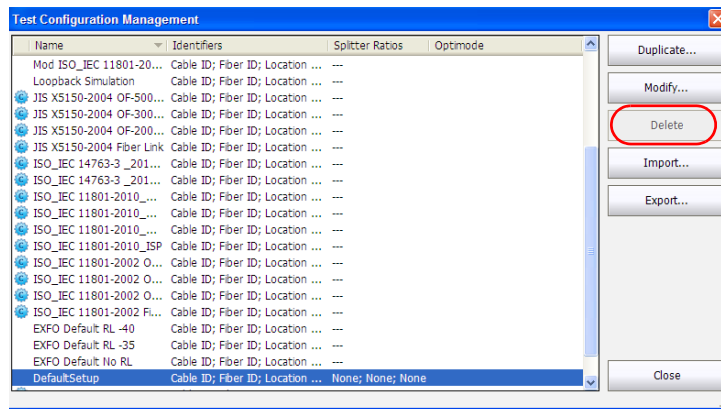 Test Configuration Management
Name Identifiers Splitter Ratios Optimode
Mod ISO_IEC 11801-20... Cable ID; Fiber ID; Location ... ---
Loopback Simulation Cable ID; Fiber ID; Location ... ---
JIS X5150-2004 OF-500... Cable ID; Fiber ID; Location ... ---
JIS X5150-2004 OF-300... Cable ID; Fiber ID; Location ... ---
JIS X5150-2004 OF-200... Cable ID; Fiber ID; Location ... ---
JIS X5150-2004 Fiber Link Cable ID; Fiber ID; Location ... ---
ISO_IEC 14763-3 _201... Cable ID; Fiber ID; Location ... ---
ISO_IEC 14763-3 _201... Cable ID; Fiber ID; Location ... ---
ISO_IEC 11801-2010_... Cable ID; Fiber ID; Location ... ---
ISO_IEC 11801-2010_... Cable ID; Fiber ID; Location ... ---
ISO_IEC 11801-2010_... Cable ID; Fiber ID; Location ... ---
ISO_IEC 11801-2010_ISP Cable ID; Fiber ID; Location ... ---
ISO_IEC 11801-2002 O... Cable ID; Fiber ID; Location ... ---
ISO_IEC 11801-2002 O... Cable ID; Fiber ID; Location ... ---
ISO_IEC 11801-2002 O... Cable ID; Fiber ID; Location ... ---
ISO_IEC 11801-2002 Fi... Cable ID; Fiber ID; Location ... ---
EXFO Default RL -40 Cable ID; Fiber ID; Location ... ---
EXFO Default RL -35 Cable ID; Fiber ID; Location ... ---
EXFO Default No RL Cable ID; Fiber ID; Location ... ---
DefaultSetup Cable ID; Fiber ID; Location ... None; None; None
Duplicate...
Modify...
Delete
Import...
Export...
Close